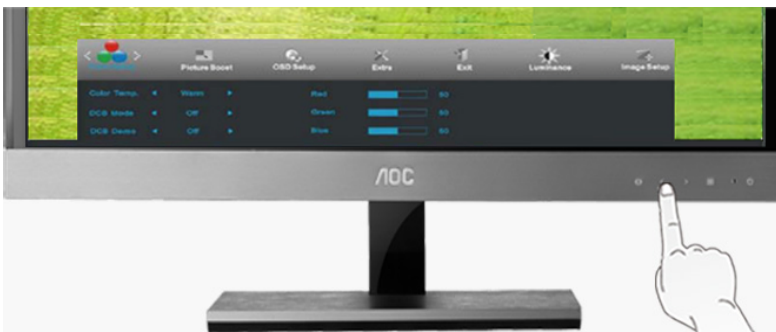 Picture Boost OSD Setup Extra Exit Luminance Image Setup
Color Temp. Warm Red 50
DCB Mode Off Green 50
DCB Demo Off Blue 50
AOC